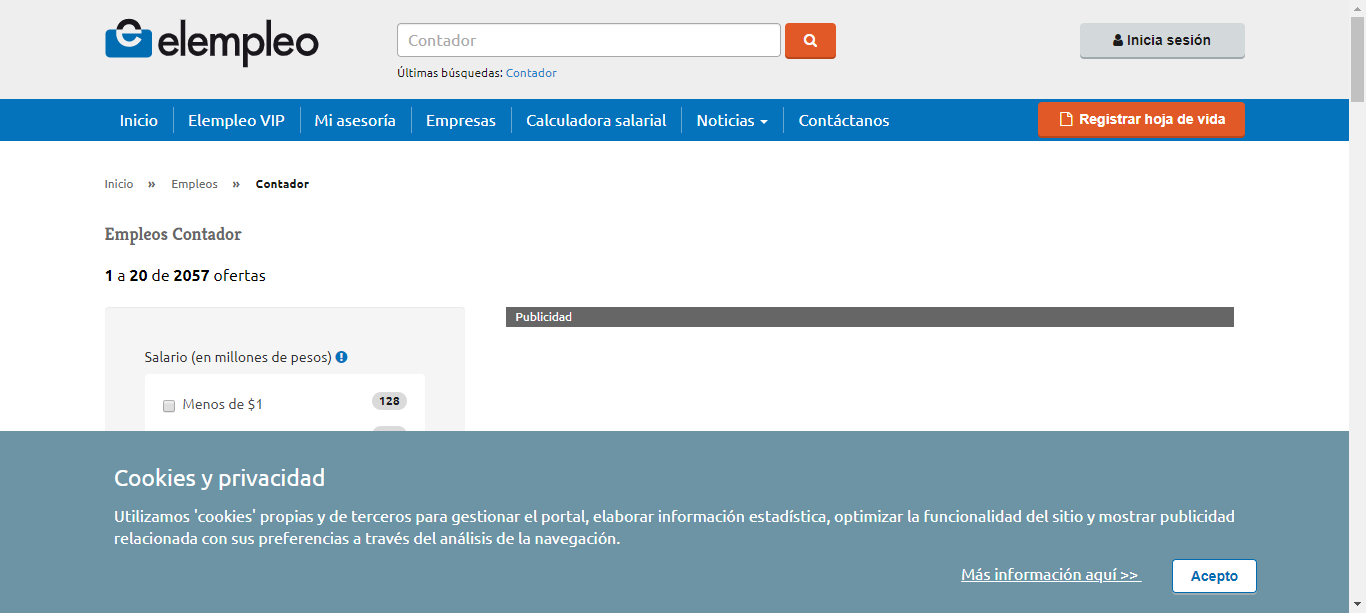 elempleo
Contador
Últimas búsquedas: Contador
Inicia sesión
Inicio Elempleo VIP Mi asesoría Empresas Calculadora salarial Noticias Contáctanos
Registrar hoja de vida
Inicio » Empleos » Contador
Empleos Contador
1 a 20 de 2057 ofertas
Publicidad
Salario (en millones de pesos)
Menos de $1 128
Cookies y privacidad
Utilizamos 'cookies' propias y de terceros para gestionar el portal, elaborar información estadística, optimizar la funcionalidad del sitio y mostrar publicidad
relacionada con sus preferencias a través del análisis de la navegación.
Más información aquí >>
Acepto